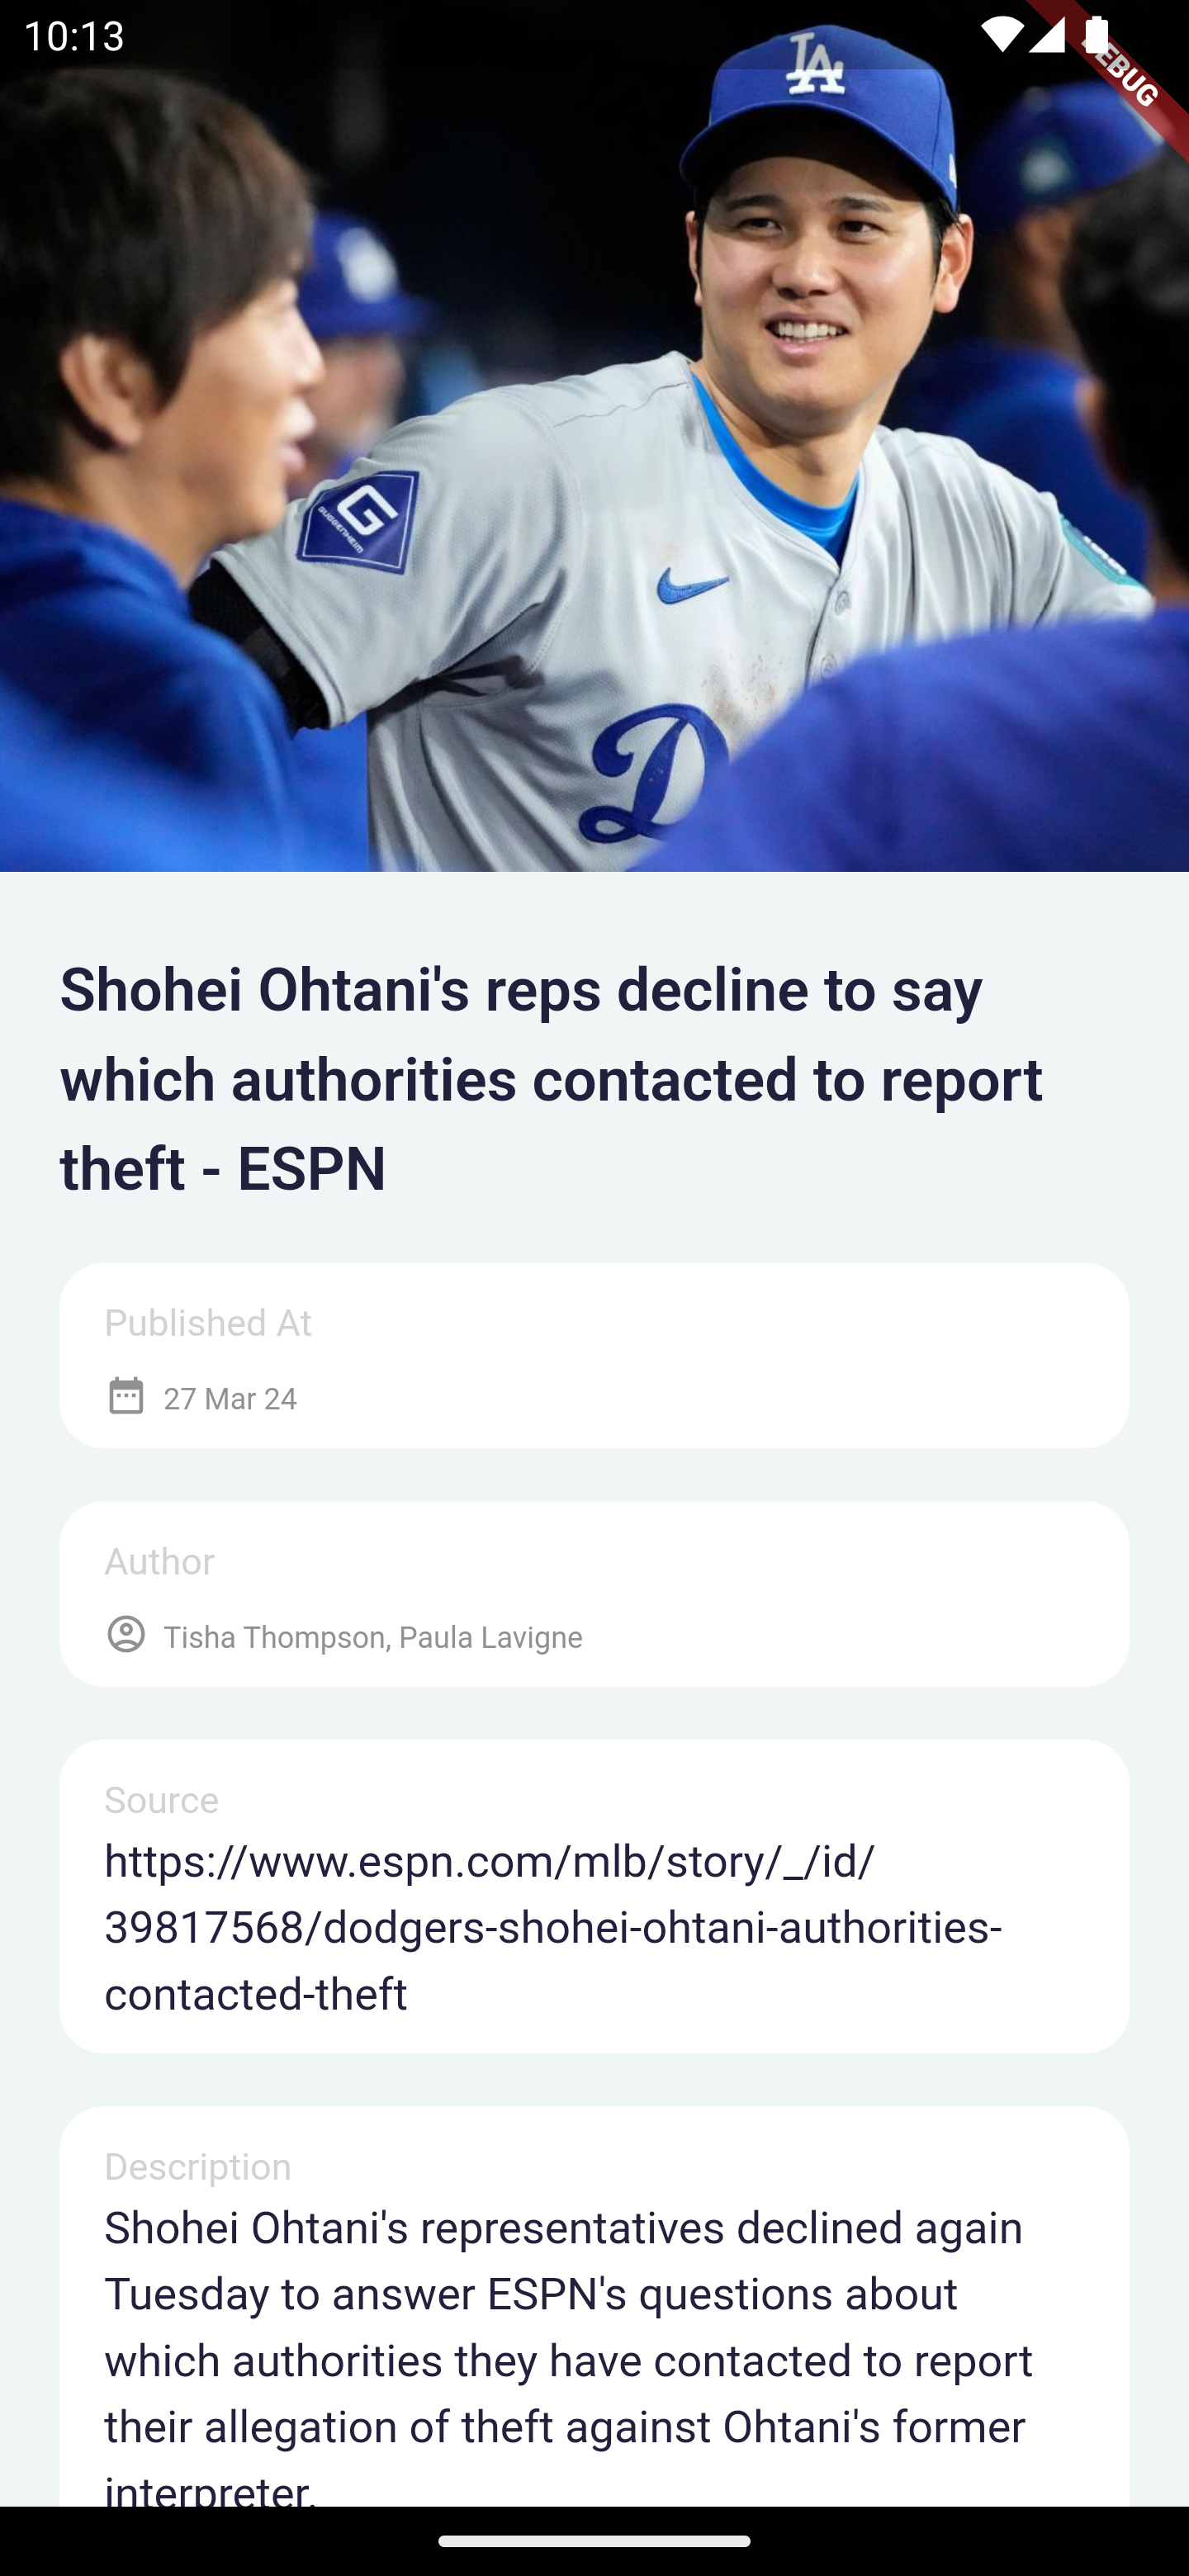 10:13
DEBUG
LA
G
GUGGENHEIM
D
Shohei Ohtani's reps decline to say
which authorities contacted to report
theft - ESPN
Published At
27 Mar 24
Author
Tisha Thompson, Paula Lavigne
Source
https://www.espn.com/mlb/story/_/id/
39817568/dodgers-shohei-ohtani-authorities-
contacted-theft
Description
Shohei Ohtani's representatives declined again
Tuesday to answer ESPN's questions about
which authorities they have contacted to report
their allegation of theft against Ohtani's former
interpreter.